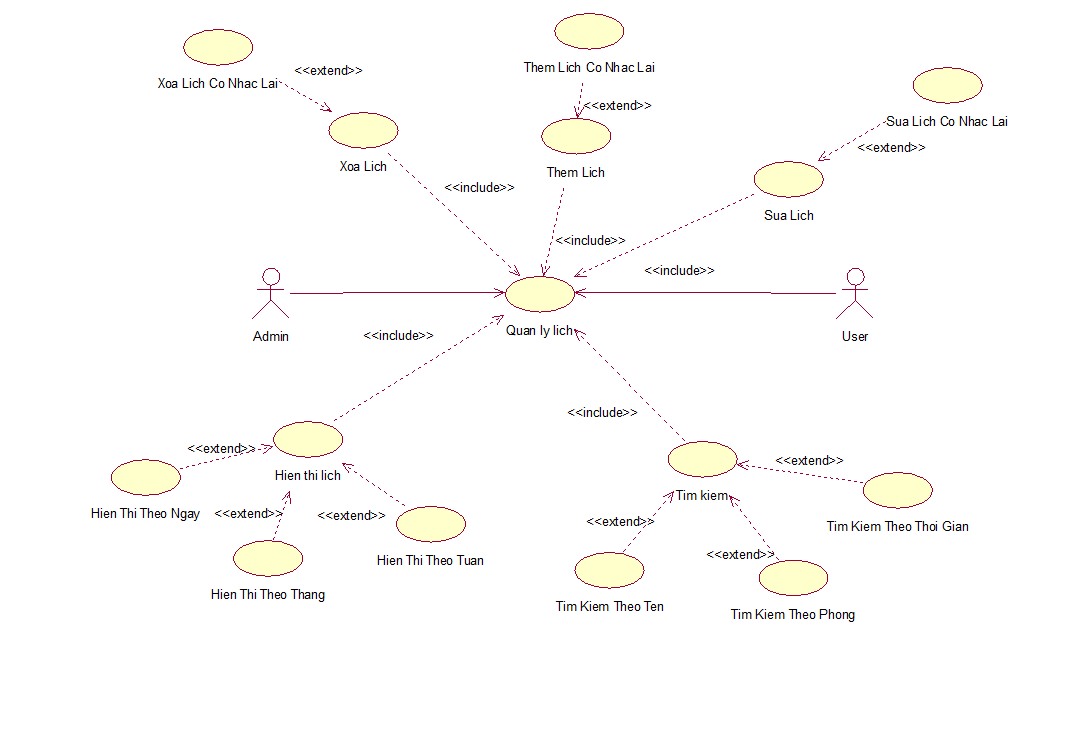 Xoa Lich Co Nhac Lai
<<extend>>
Them Lich Co Nhac Lai
<<extend>>
Sua Lich Co Nhac Lai
<<extend>>
Xoa Lich
Them Lich
Sua Lich
<<include>>
<<include>>
<<include>>
Admin
Quan ly lich
User
<<include>>
<<include>>
<<extend>>
Hien thi lich
<<extend>>
Tim kiem
Hien Thi Theo Ngay
<<extend>>
<<extend>>
<<extend>>
Tim Kiem Theo Thoi Gian
Hien Thi Theo Tuan
<<extend>>
Hien Thi Theo Thang
Tim Kiem Theo Ten
Tim Kiem Theo Phong